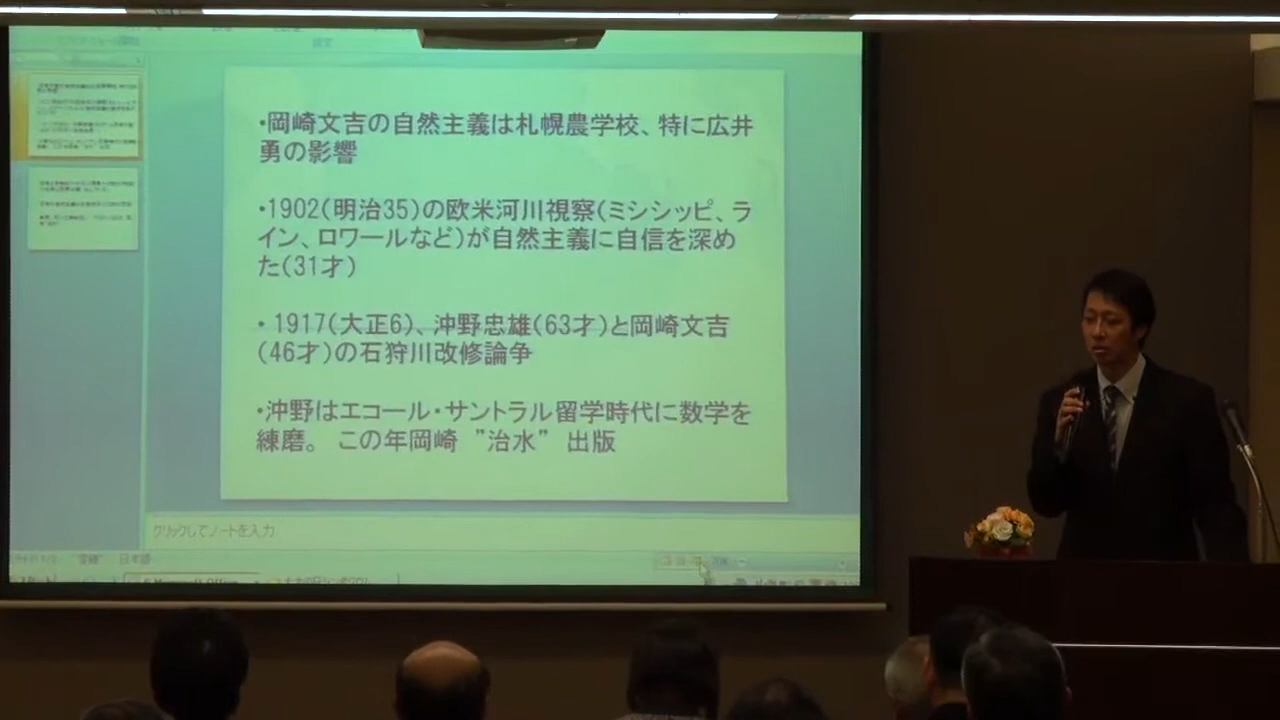 ・岡崎文吉の自然主義は札幌農学校、特に広井
勇の影響
・1902(明治35)の欧米河川視察(ミシシッピ、ラ
イン、ロワールなど)が自然主義に自信を深め
た(31才)
・ 1917(大正6)、沖野忠雄(63才)と岡崎文吉
(46才)の石狩川改修論争
・沖野はエコール・サントラル留学時代に数学を
練磨。 この年岡崎 ”治水” 出版
クリックしてノートを入力
日本語